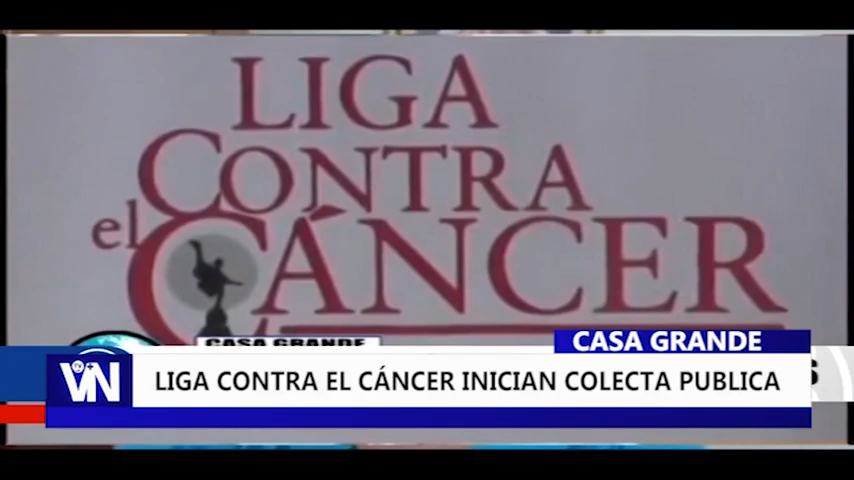 LIGA
CONTRA
el CÁNCER
CASA GRANDE
CASA GRANDE
VN LIGA CONTRA EL CÁNCER INICIAN COLECTA PUBLICA